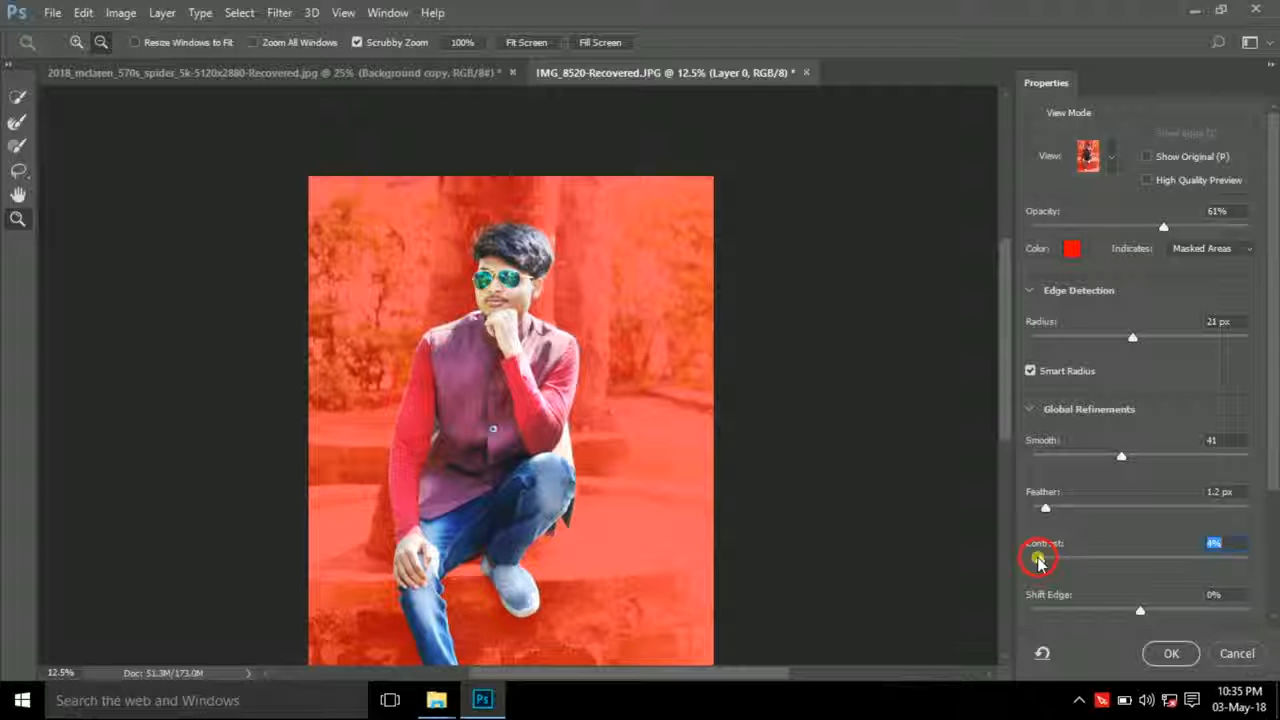 Ps File Edit Image Layer Type Select Filter 3D View Window Help
Resize Windows to Fit Zoom All Windows Scrubby Zoom 100% Fit Screen Fill Screen
2018_mclaren_570s_spider_5k-5120x2880-Recovered.jpg @ 25% (Background copy, RGB/8#) * × IMG_8520-Recovered.JPG @ 12.5% (Layer 0, RGB/8) * ×
Properties
View Mode
Show Edge (J)
View: Show Original (P)
High Quality Preview
Opacity: 61%
Color: Indicates: Masked Areas
Edge Detection
Radius: 21 px
Smart Radius
Global Refinements
Smooth: 41
Feather: 1.2 px
Contrast: 4%
Shift Edge: 0%
OK Cancel
12.5% Doc: 51.3M/173.0M
Search the web and Windows
Ps
10:35 PM
03-May-18